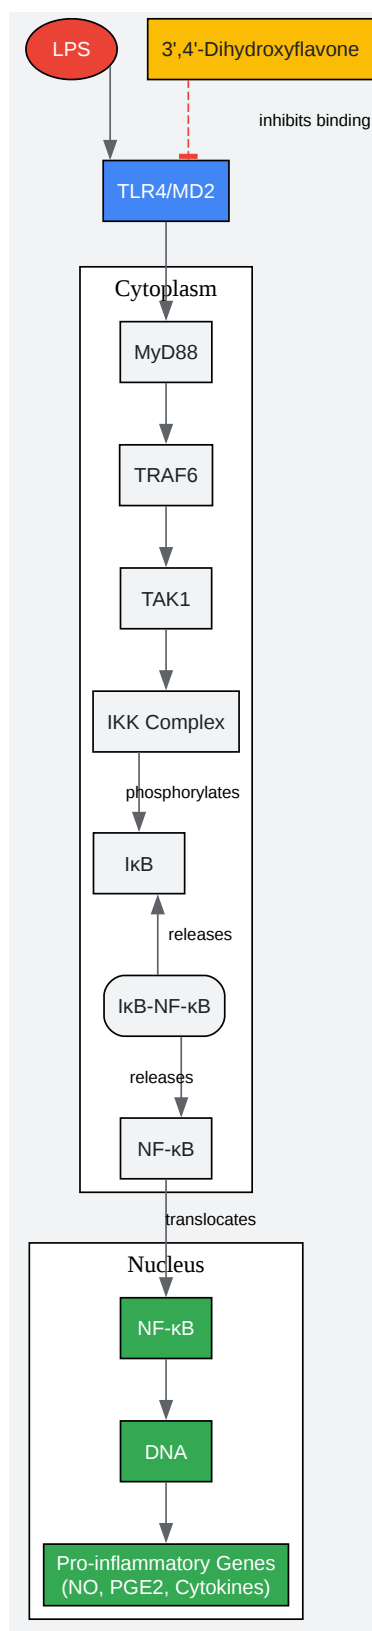 LPS
3',4'-Dihydroxyflavone
inhibits binding
TLR4/MD2
Cytoplasm
MyD88
TRAF6
TAK1
IKK Complex
phosphorylates
IκB
releases
IκB-NF-κB
releases
NF-κB
translocates
Nucleus
NF-κB
DNA
Pro-inflammatory Genes
(NO, PGE2, Cytokines)